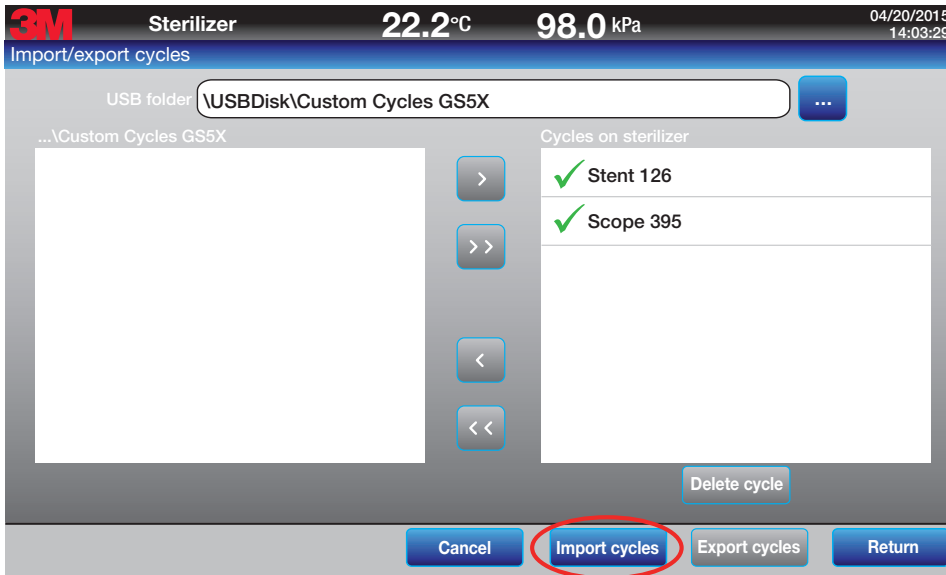 3M Sterilizer 22.2°C 98.0 kPa 04/20/2015
14:03:29
Import/export cycles
USB folder \USBDisk\Custom Cycles GS5X ...
...\Custom Cycles GS5X Cycles on sterilizer
> Stent 126
Scope 395
>>
<
<<
Delete cycle
Cancel Import cycles Export cycles Return